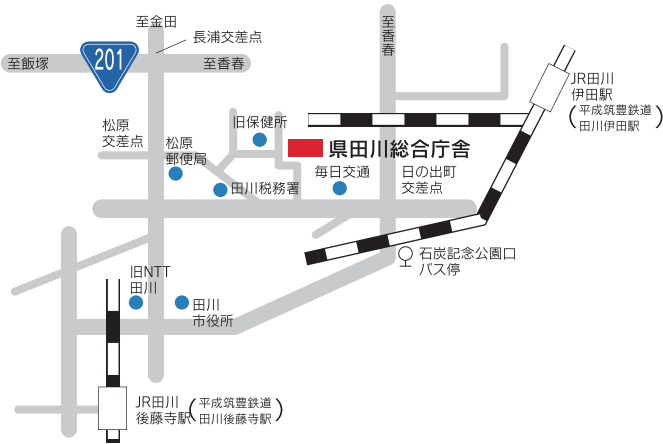 至金田
長浦交差点
至香春
201
至飯塚
至香春
JR田川
伊田駅
(平成筑豊鉄道
田川伊田駅)
松原
交差点
旧保健所
松原
郵便局
県田川総合庁舎
毎日交通
日の出町
交差点
田川税務署
石炭記念公園口
バス停
旧NTT
田川
田川
市役所
JR田川
後藤寺駅
(平成筑豊鉄道
田川後藤寺駅)